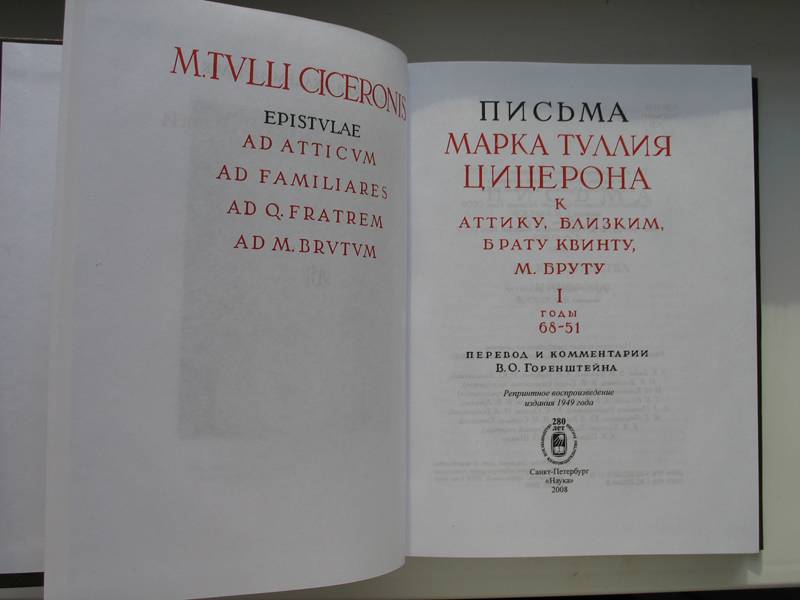 M. TVLLI CICERONIS
EPISTVLAE
AD ATTICVM
AD FAMILIARES
AD Q. FRATREM
AD M. BRVTVM
ПИСЬМА
МАРКА ТУЛЛИЯ
ЦИЦЕРОНА
К
АТТИКУ, БЛИЗКИМ,
БРАТУ КВИНТУ,
М. БРУТУ
I
ГОДЫ
68-51
ПЕРЕВОД И КОММЕНТАРИИ
В.О. ГОРЕНШТЕЙНА
Репринтное воспроизведение
издания 1949 года
280
лет
Санкт-Петербург
«Наука»
2008